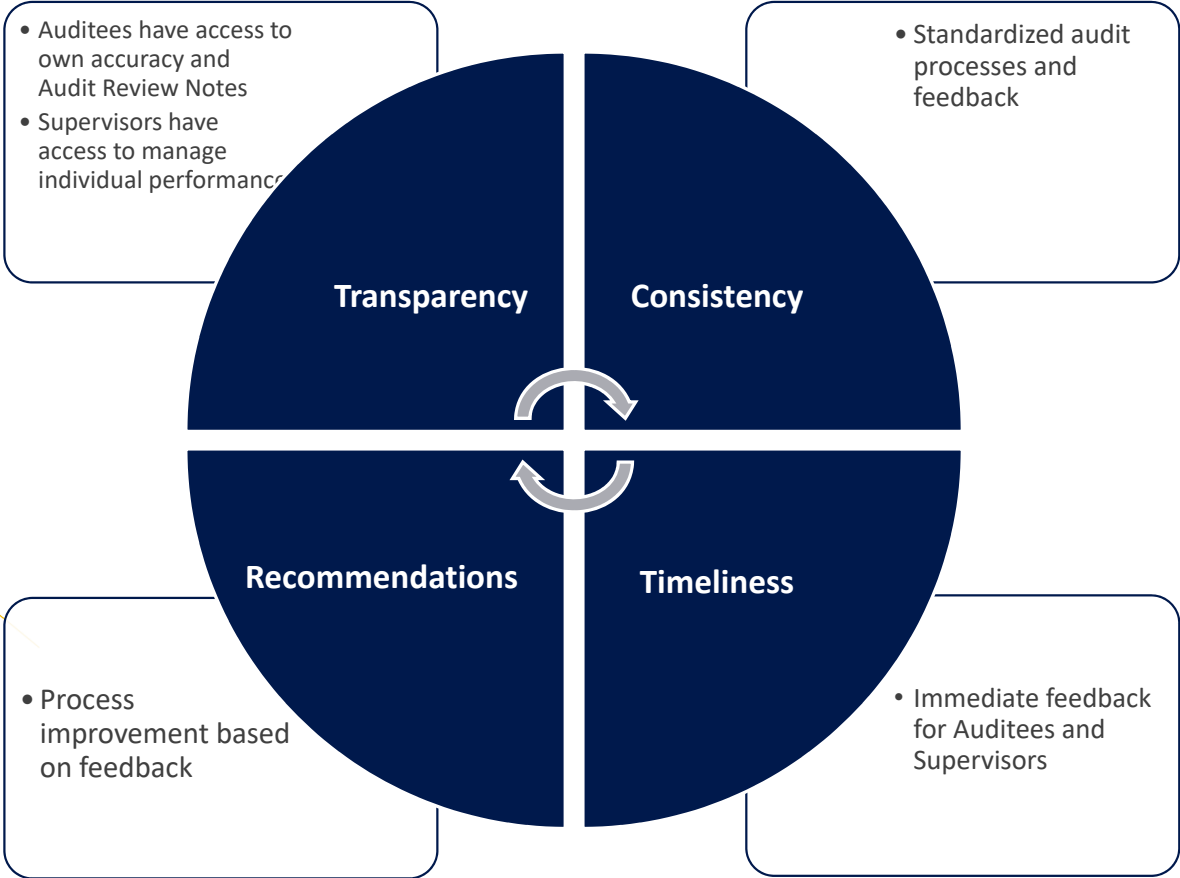 • Auditees have access to
own accuracy and
Audit Review Notes
• Supervisors have
access to manage
individual performance
• Standardized audit
processes and
feedback
Transparency
Consistency
Recommendations
Timeliness
• Process
improvement based
on feedback
• Immediate feedback
for Auditees and
Supervisors